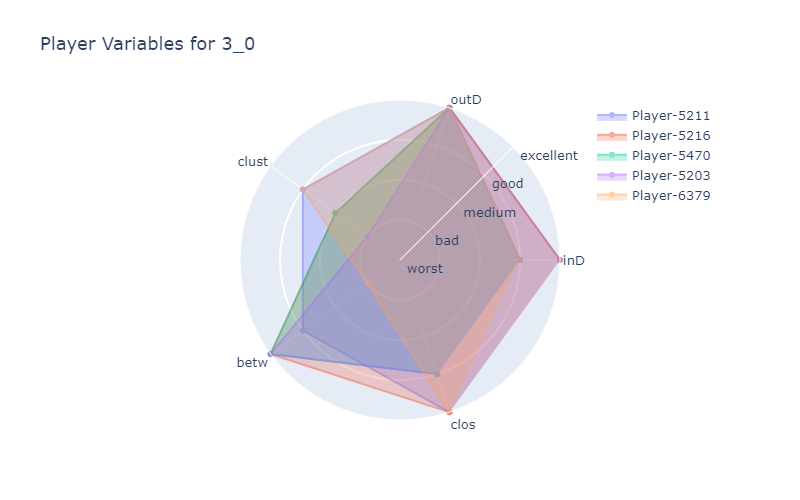 Player Variables for 3_0
outD
Player-5211
Player-5216
Player-5470
Player-5203
Player-6379
clust
excellent
good
medium
bad
worst
inD
betw
clos